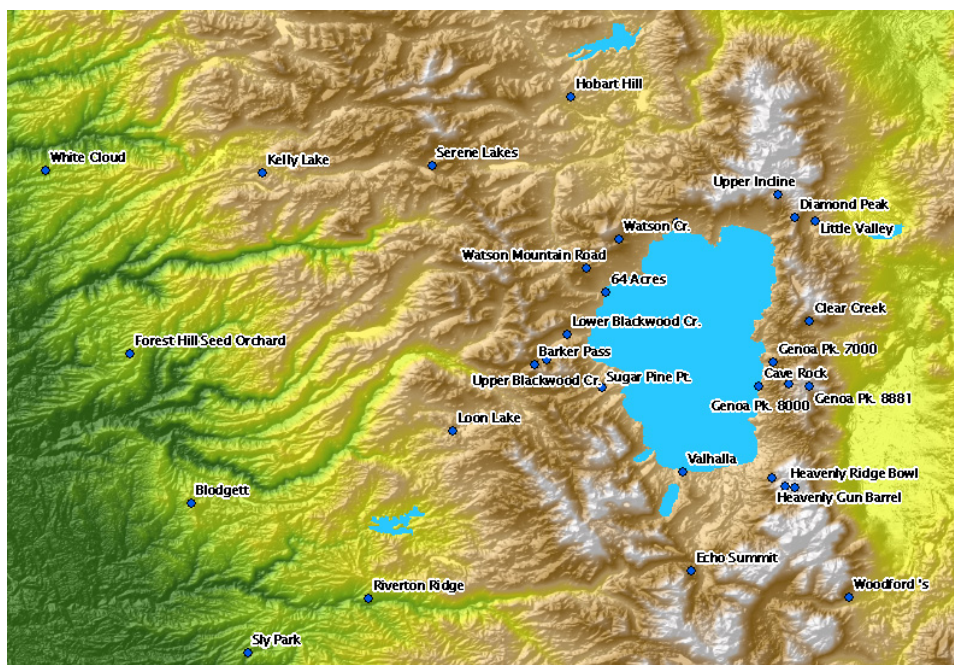 Hobart Hill
White Cloud
Kelly Lake
Serene Lakes
Upper Incline
Diamond Peak
Little Valley
Watson Cr.
Watson Mountain Road
64 Acres
Clear Creek
Lower Blackwood Cr.
Forest Hill Seed Orchard
Genoa Pk. 7000
Barker Pass
Cave Rock
Upper Blackwood Cr.
Sugar Pine Pt.
Genoa Pk. 8881
Genoa Pk. 8000
Loon Lake
Valhalla
Heavenly Ridge Bowl
Blodgett
Heavenly Gun Barrel
Echo Summit
Riverton Ridge
Woodford 's
Sly Park